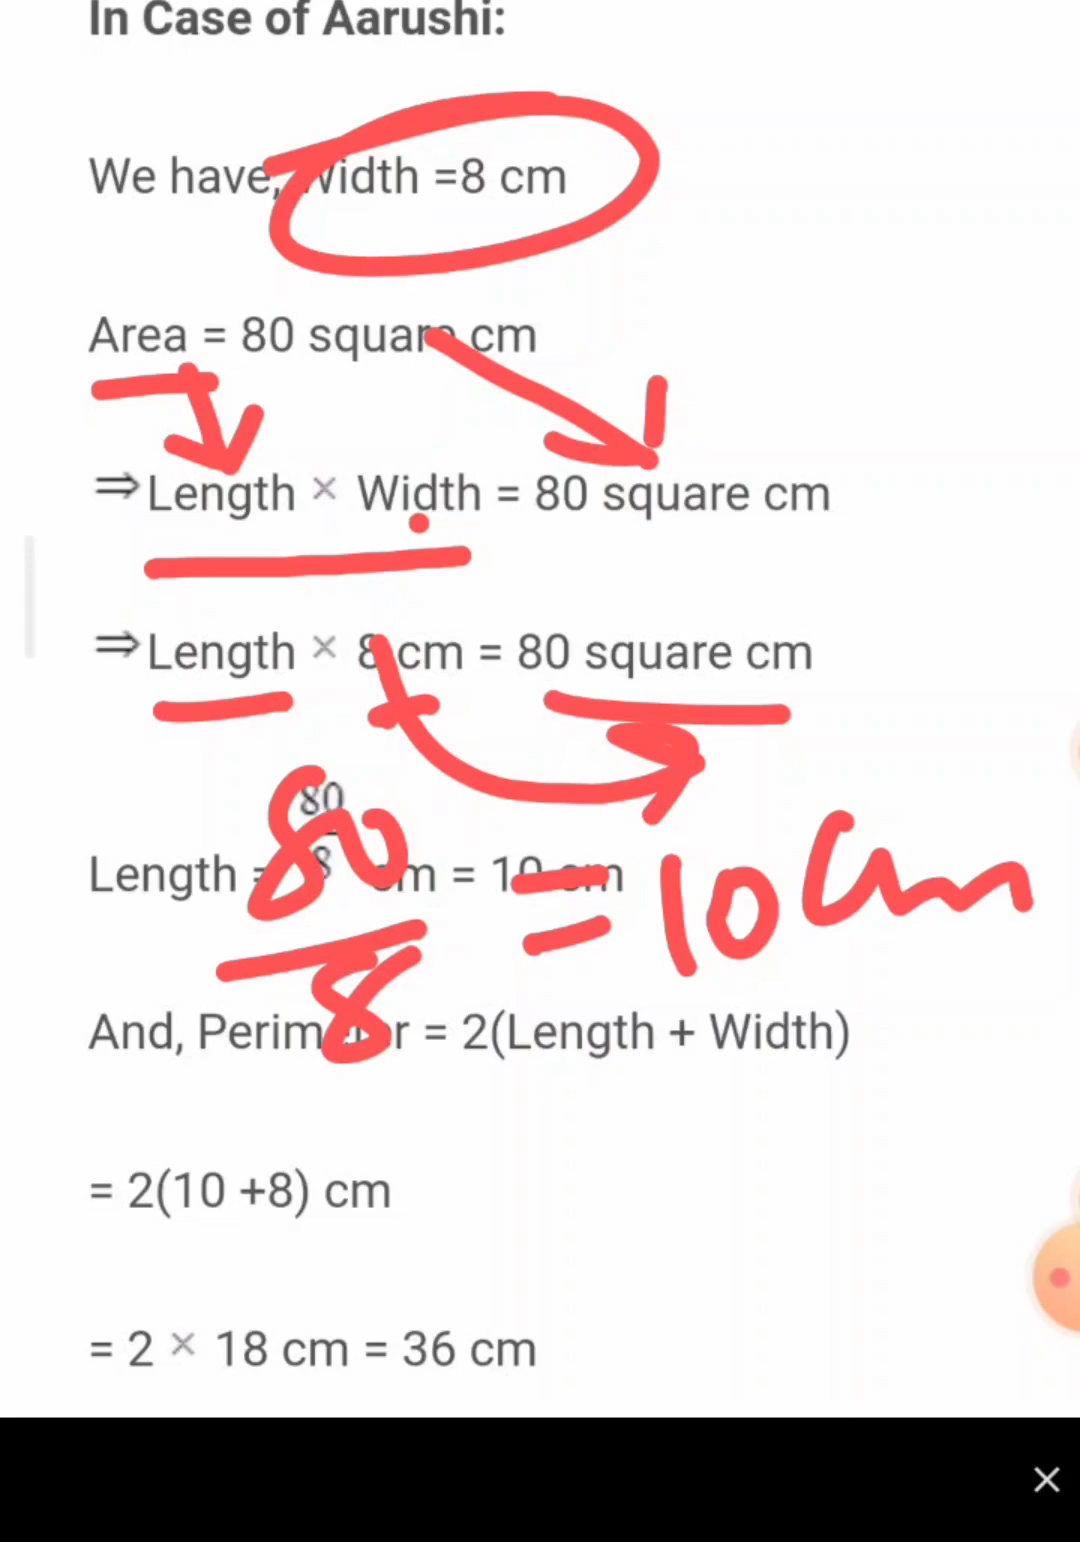 In Case of Aarushi:
We have, Width =8 cm
Area = 80 square cm
⇒Length × Width = 80 square cm
⇒Length × 8 cm = 80 square cm
80
Length = 8 cm = 10 cm
80
8 = 10 cm
And, Perimeter = 2(Length + Width)
= 2(10 +8) cm
= 2 × 18 cm = 36 cm